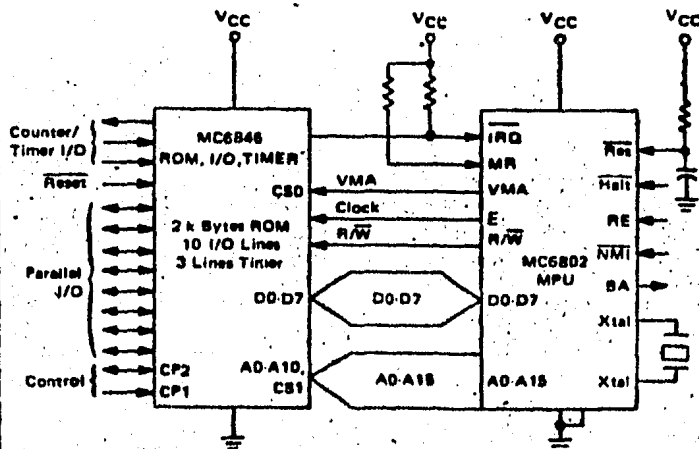 VCC
VCC
VCC
VCC
Counter/
Timer I/O
Reset
Parallel
I/O
Control
MC6846
ROM, I/O, TIMER
CS0
2 k Bytes ROM
10 I/O Lines
3 Lines Timer
D0-D7
A0-A10,
CS1
CP2
CP1
VMA
Clock
R/W
D0-D7
A0-A15
IRQ
MR
VMA
E
R/W
MC6802
MPU
D0-D7
A0-A15
Res
Halt
RE
NMI
BA
Xtal
Xtal